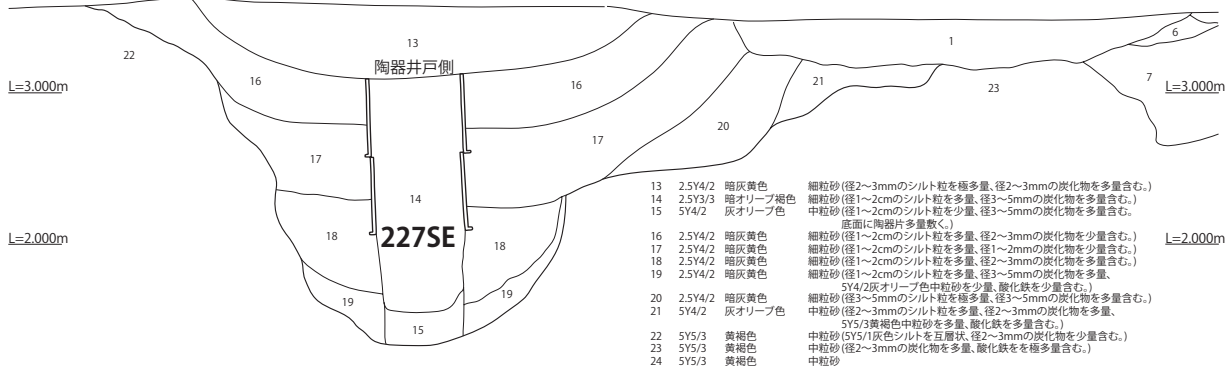 13
1
6
22
陶器井戸側
16
16
21
23
7
L=3.000m
L=3.000m
20
17
17
14
13 2.5Y4/2 暗灰黄色 細粒砂(径2～3mmのシルト粒を極多量、径2～3mmの炭化物を多量含む。)
14 2.5Y3/3 暗オリーブ褐色 細粒砂(径1～2cmのシルト粒を多量、径3～5mmの炭化物を多量含む。)
15 5Y4/2 灰オリーブ色 中粒砂(径1～2cmのシルト粒を少量、径3～5mmの炭化物を多量含む。
底面に陶器片多量敷く。)
16 2.5Y4/2 暗灰黄色 細粒砂(径1～2cmのシルト粒を多量、径2～3mmの炭化物を少量含む。)
17 2.5Y4/2 暗灰黄色 細粒砂(径1～2cmのシルト粒を多量、径1～2mmの炭化物を多量含む。)
18 2.5Y4/2 暗灰黄色 細粒砂(径1～2cmのシルト粒を多量、径2～3mmの炭化物を多量含む。)
19 2.5Y4/2 暗灰黄色 細粒砂(径1～2cmのシルト粒を多量、径3～5mmの炭化物を多量、
5Y4/2灰オリーブ色中粒砂を少量、酸化鉄を少量含む。)
20 2.5Y4/2 暗灰黄色 細粒砂(径3～5mmのシルト粒を極多量、径3～5mmの炭化物を多量含む。)
21 5Y4/2 灰オリーブ色 中粒砂(径2～3mmのシルト粒を多量、径2～3mmの炭化物を多量、
5Y5/3黄褐色中粒砂を多量、酸化鉄を多量含む。)
22 5Y5/3 黄褐色 中粒砂(5Y5/1灰色シルトを互層状、径2～3mmの炭化物を少量含む。)
23 5Y5/3 黄褐色 中粒砂(径2～3mmの炭化物を多量、酸化鉄をを極多量含む。)
24 5Y5/3 黄褐色 中粒砂
L=2.000m
L=2.000m
18
227SE
18
19
19
15